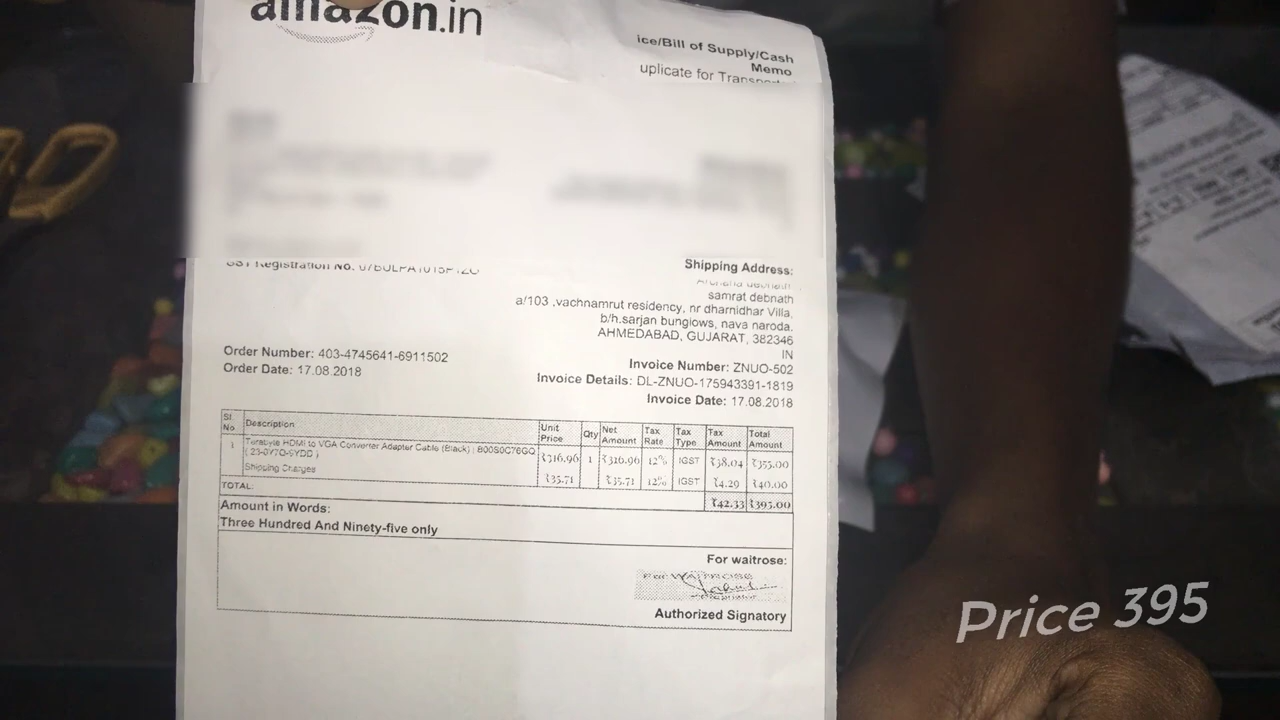 amazon.in
ice/Bill of Supply/Cash
Memo
uplicate for Transporter
GST Registration No.
Shipping Address:
samrat debnath
a/103 ,vachnamrut residency, nr dharnidhar Villa,
b/h.sarjan bunglows, nava naroda.
AHMEDABAD, GUJARAT, 382346
IN
Order Number: 403-4745641-6911502
Order Date: 17.08.2018
Invoice Number: ZNUO-502
Invoice Details: DL-ZNUO-175943391-1819
Invoice Date: 17.08.2018
Sl. No Description Unit Price Qty Net Amount Tax Rate Tax Type Tax Amount Total Amount
1 Terabyte HDMI to VGA Converter Adapter Cable (Black) | B00S0C76GQ ₹316.96 1 ₹316.96 12% IGST ₹38.04 ₹355.00
Shipping Charges ₹35.71 ₹35.71 12% IGST ₹4.29 ₹40.00
TOTAL: ₹42.33 ₹395.00
Amount in Words:
Three Hundred And Ninety-five only
For waitrose:
For WAITROSE
Authorized Signatory
Price 395